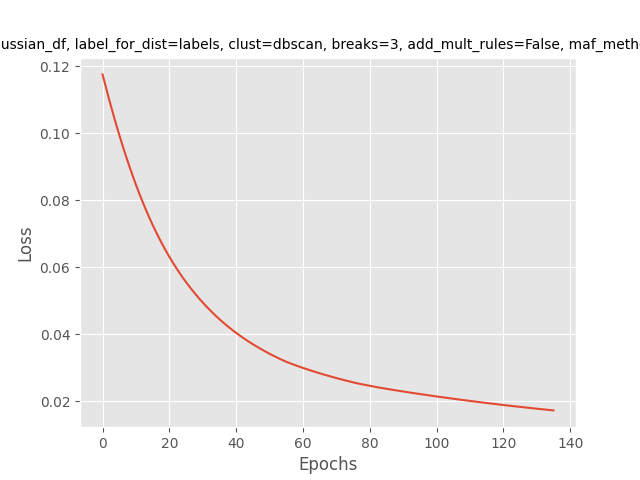 ussian_df, label_for_dist=labels, clust=dbscan, breaks=3, add_mult_rules=False, maf_meth
0.12
0.10
0.08
0.06
0.04
0.02
Loss
0 20 40 60 80 100 120 140
Epochs